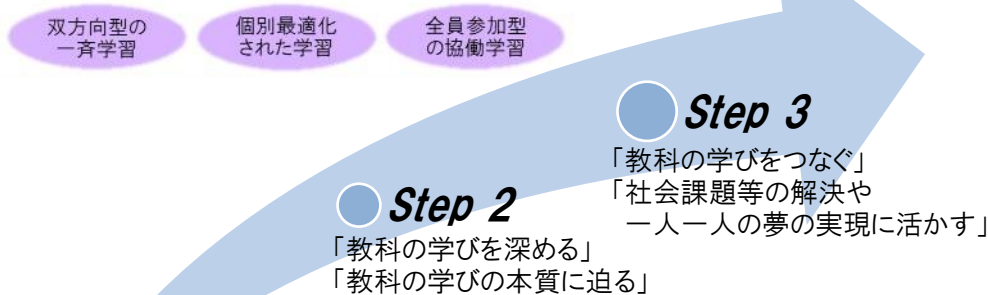 双方向型の
一斉学習
個別最適化
された学習
全員参加型
の協働学習
Step 3
「教科の学びをつなぐ」
「社会課題等の解決や
一人一人の夢の実現に活かす」
Step 2
「教科の学びを深める」
「教科の学びの本質に迫る」